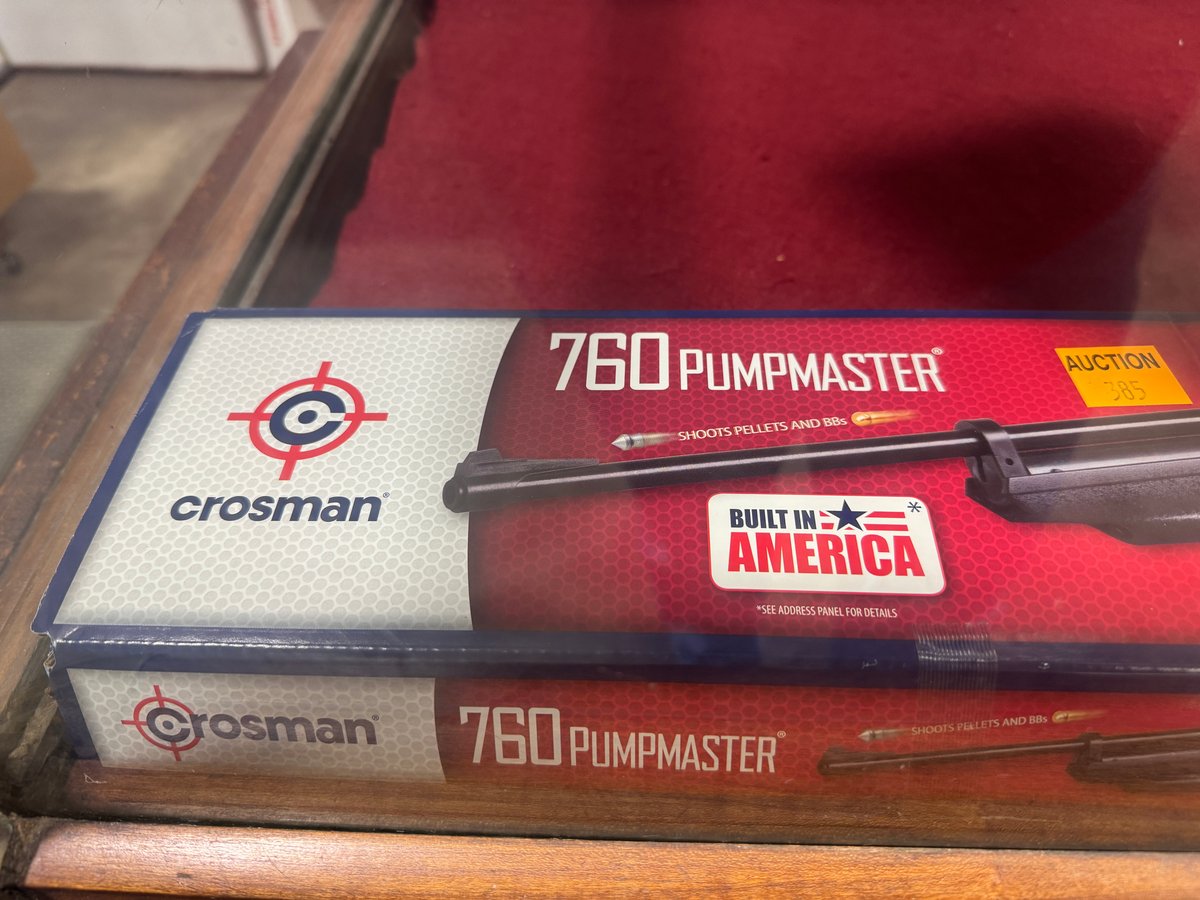 760 PUMPMASTER®
AUCTION
385
SHOOTS PELLETS AND BBs
crosman®
BUILT IN
AMERICA*
*SEE ADDRESS PANEL FOR DETAILS
crosman®
760 PUMPMASTER®
SHOOTS PELLETS AND BBs